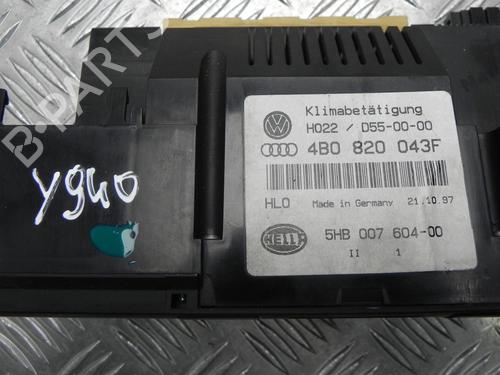 Klimabetätigung
H022 / D55-00-00
4B0 820 043F
HLO Made in Germany 21.10.97
HELLA
5HB 007 604-00
II 1
Y940
B-PARTS